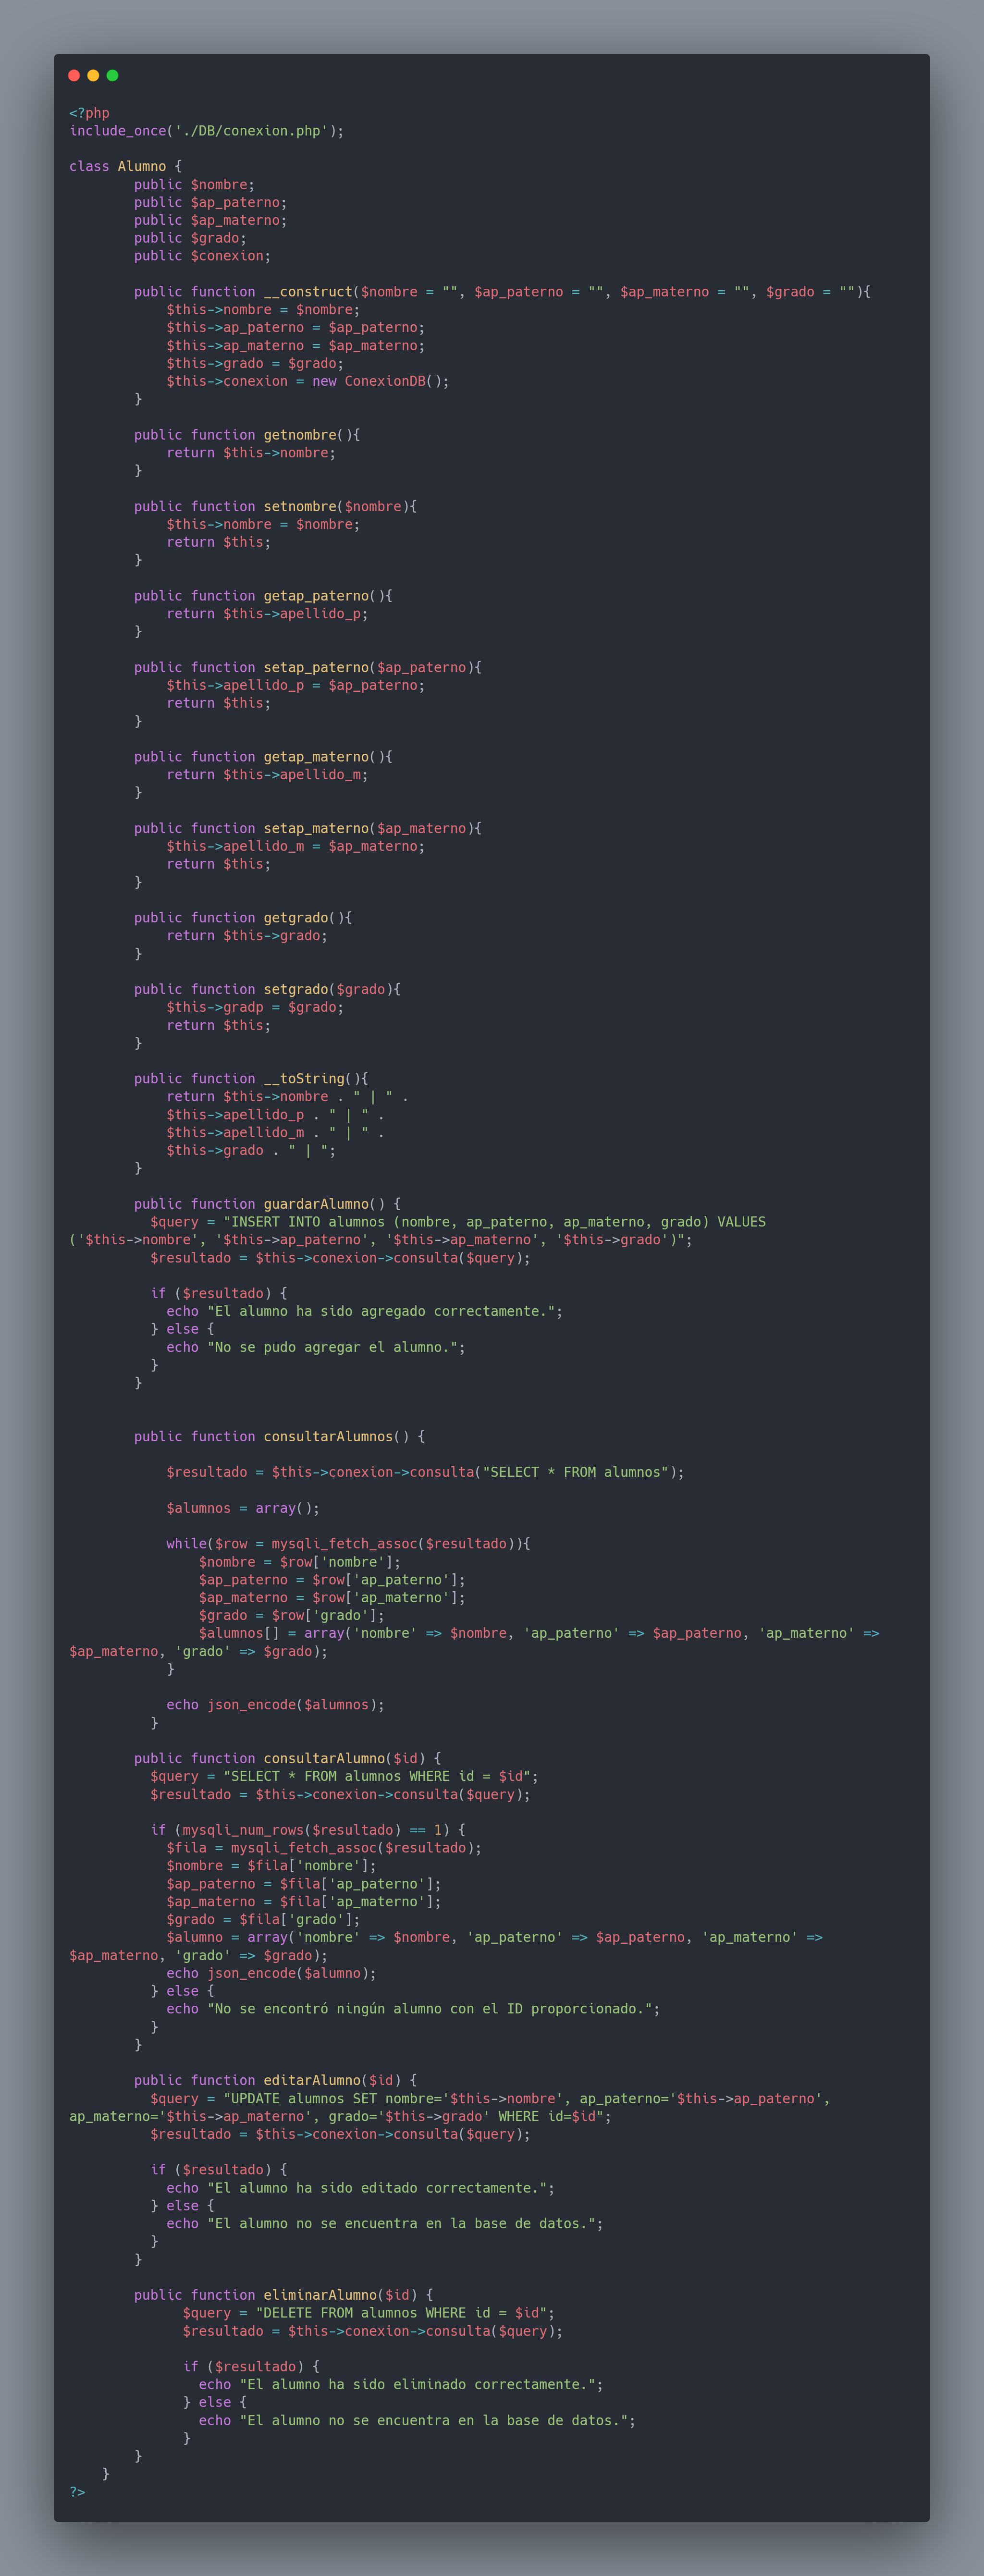 <?php
include_once('./DB/conexion.php');

class Alumno {
        public $nombre;
        public $ap_paterno;
        public $ap_materno;
        public $grado;
        public $conexion;

        public function __construct($nombre = "", $ap_paterno = "", $ap_materno = "", $grado = ""){
            $this->nombre = $nombre;
            $this->ap_paterno = $ap_paterno;
            $this->ap_materno = $ap_materno;
            $this->grado = $grado;
            $this->conexion = new ConexionDB();
        }

        public function getnombre(){
            return $this->nombre;
        }

        public function setnombre($nombre){
            $this->nombre = $nombre;
            return $this;
        }

        public function getap_paterno(){
            return $this->apellido_p;
        }

        public function setap_paterno($ap_paterno){
            $this->apellido_p = $ap_paterno;
            return $this;
        }

        public function getap_materno(){
            return $this->apellido_m;
        }

        public function setap_materno($ap_materno){
            $this->apellido_m = $ap_materno;
            return $this;
        }

        public function getgrado(){
            return $this->grado;
        }

        public function setgrado($grado){
            $this->gradp = $grado;
            return $this;
        }

        public function __toString(){
            return $this->nombre . " | " .
            $this->apellido_p . " | " .
            $this->apellido_m . " | " .
            $this->grado . " | ";
        }

        public function guardarAlumno() {
          $query = "INSERT INTO alumnos (nombre, ap_paterno, ap_materno, grado) VALUES
('$this->nombre', '$this->ap_paterno', '$this->ap_materno', '$this->grado')";
          $resultado = $this->conexion->consulta($query);

          if ($resultado) {
            echo "El alumno ha sido agregado correctamente.";
          } else {
            echo "No se pudo agregar el alumno.";
          }
        }


        public function consultarAlumnos() {

            $resultado = $this->conexion->consulta("SELECT * FROM alumnos");

            $alumnos = array();

            while($row = mysqli_fetch_assoc($resultado)){
                $nombre = $row['nombre'];
                $ap_paterno = $row['ap_paterno'];
                $ap_materno = $row['ap_materno'];
                $grado = $row['grado'];
                $alumnos[] = array('nombre' => $nombre, 'ap_paterno' => $ap_paterno, 'ap_materno' =>
$ap_materno, 'grado' => $grado);
            }

            echo json_encode($alumnos);
          }

        public function consultarAlumno($id) {
          $query = "SELECT * FROM alumnos WHERE id = $id";
          $resultado = $this->conexion->consulta($query);

          if (mysqli_num_rows($resultado) == 1) {
            $fila = mysqli_fetch_assoc($resultado);
            $nombre = $fila['nombre'];
            $ap_paterno = $fila['ap_paterno'];
            $ap_materno = $fila['ap_materno'];
            $grado = $fila['grado'];
            $alumno = array('nombre' => $nombre, 'ap_paterno' => $ap_paterno, 'ap_materno' =>
$ap_materno, 'grado' => $grado);
            echo json_encode($alumno);
          } else {
            echo "No se encontró ningún alumno con el ID proporcionado.";
          }
        }

        public function editarAlumno($id) {
          $query = "UPDATE alumnos SET nombre='$this->nombre', ap_paterno='$this->ap_paterno',
ap_materno='$this->ap_materno', grado='$this->grado' WHERE id=$id";
          $resultado = $this->conexion->consulta($query);

          if ($resultado) {
            echo "El alumno ha sido editado correctamente.";
          } else {
            echo "El alumno no se encuentra en la base de datos.";
          }
        }

        public function eliminarAlumno($id) {
              $query = "DELETE FROM alumnos WHERE id = $id";
              $resultado = $this->conexion->consulta($query);

              if ($resultado) {
                echo "El alumno ha sido eliminado correctamente.";
              } else {
                echo "El alumno no se encuentra en la base de datos.";
              }
        }
    }
?>